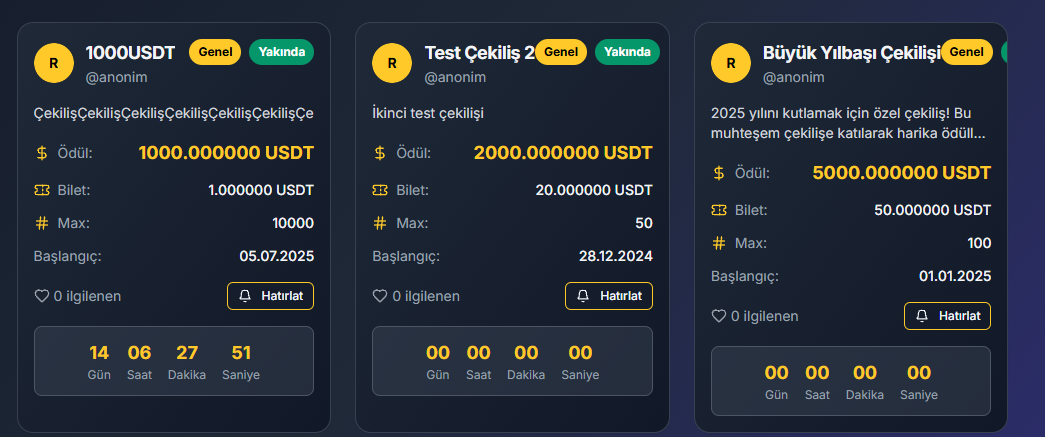 R
1000USDT
Genel
Yakında
@anonim
ÇekilişÇekilişÇekilişÇekilişÇekilişÇekilişÇe
Ödül:
1000.000000 USDT
Bilet:
1.000000 USDT
Max:
10000
Başlangıç:
05.07.2025
0 ilgilenen
Hatırlat
14 06 27 51
Gün Saat Dakika Saniye
R
Test Çekiliş 2
Genel
Yakında
@anonim
İkinci test çekilişi
Ödül:
2000.000000 USDT
Bilet:
20.000000 USDT
Max:
50
Başlangıç:
28.12.2024
0 ilgilenen
Hatırlat
00 00 00 00
Gün Saat Dakika Saniye
R
Büyük Yılbaşı Çekilişi
Genel
@anonim
2025 yılını kutlamak için özel çekiliş! Bu
muhteşem çekilişe katılarak harika ödüll...
Ödül:
5000.000000 USDT
Bilet:
50.000000 USDT
Max:
100
Başlangıç:
01.01.2025
0 ilgilenen
Hatırlat
00 00 00 00
Gün Saat Dakika Saniye